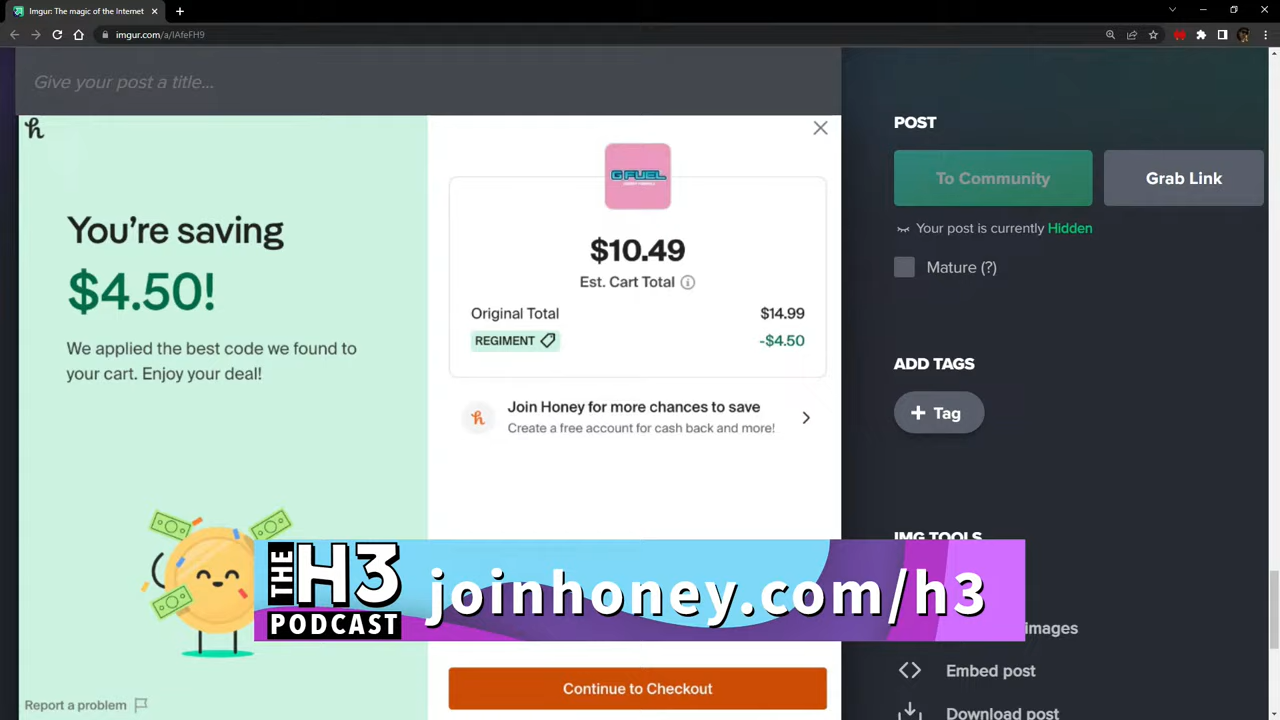 Imgur: The magic of the Internet
imgur.com/a/IAfeFH9
Give your post a title...
h
You're saving
$4.50!
We applied the best code we found to
your cart. Enjoy your deal!
Report a problem
G FUEL
$10.49
Est. Cart Total
Original Total $14.99
REGIMENT -$4.50
h
Join Honey for more chances to save
Create a free account for cash back and more!
Continue to Checkout
THE H3 PODCAST
joinhoney.com/h3
POST
To Community
Grab Link
Your post is currently Hidden
Mature (?)
ADD TAGS
+ Tag
IMG TOOLS
images
Embed post
Download post